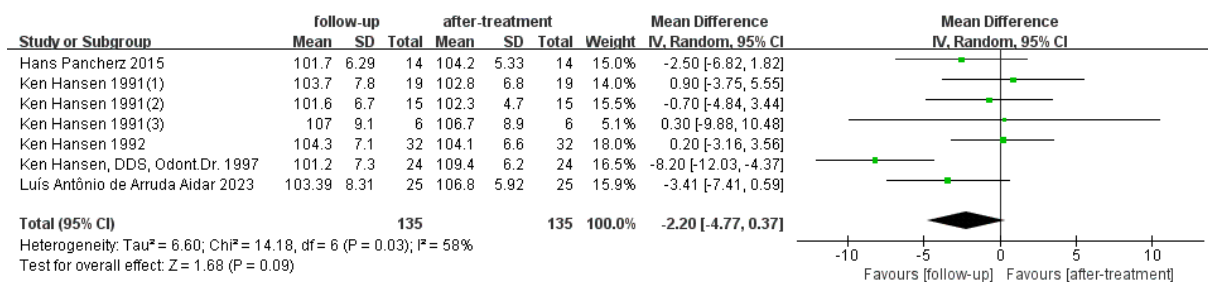 follow-up after-treatment Mean Difference Mean Difference
Study or Subgroup Mean SD Total Mean SD Total Weight IV, Random, 95% CI IV, Random, 95% CI
Hans Pancherz 2015 101.7 6.29 14 104.2 5.33 14 15.0% -2.50 [-6.82, 1.82]
Ken Hansen 1991(1) 103.7 7.8 19 102.8 6.8 19 14.0% 0.90 [-3.75, 5.55]
Ken Hansen 1991(2) 101.6 6.7 15 102.3 4.7 15 15.5% -0.70 [-4.84, 3.44]
Ken Hansen 1991(3) 107 9.1 6 106.7 8.9 6 5.1% 0.30 [-9.88, 10.48]
Ken Hansen 1992 104.3 7.1 32 104.1 6.6 32 18.0% 0.20 [-3.16, 3.56]
Ken Hansen, DDS, Odont.Dr. 1997 101.2 7.3 24 109.4 6.2 24 16.5% -8.20 [-12.03, -4.37]
Luís Antônio de Arruda Aidar 2023 103.39 8.31 25 106.8 5.92 25 15.9% -3.41 [-7.41, 0.59]
Total (95% CI) 135 135 100.0% -2.20 [-4.77, 0.37]
Heterogeneity: Tau² = 6.60; Chi² = 14.18, df = 6 (P = 0.03); I² = 58%
Test for overall effect: Z = 1.68 (P = 0.09)
-10 -5 0 5 10
Favours [follow-up] Favours [after-treatment]